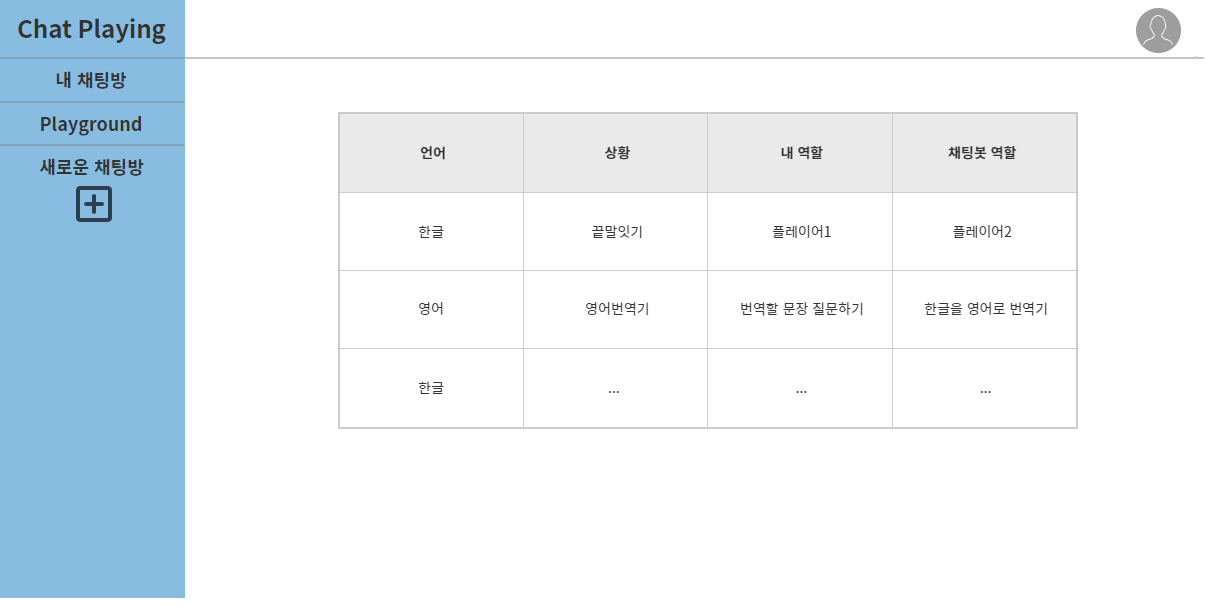 Chat Playing
내 채팅방
Playground
새로운 채팅방
언어 상황 내 역할 채팅봇 역할
한글 끝말잇기 플레이어1 플레이어2
영어 영어번역기 번역할 문장 질문하기 한글을 영어로 번역기
한글 ... ... ...